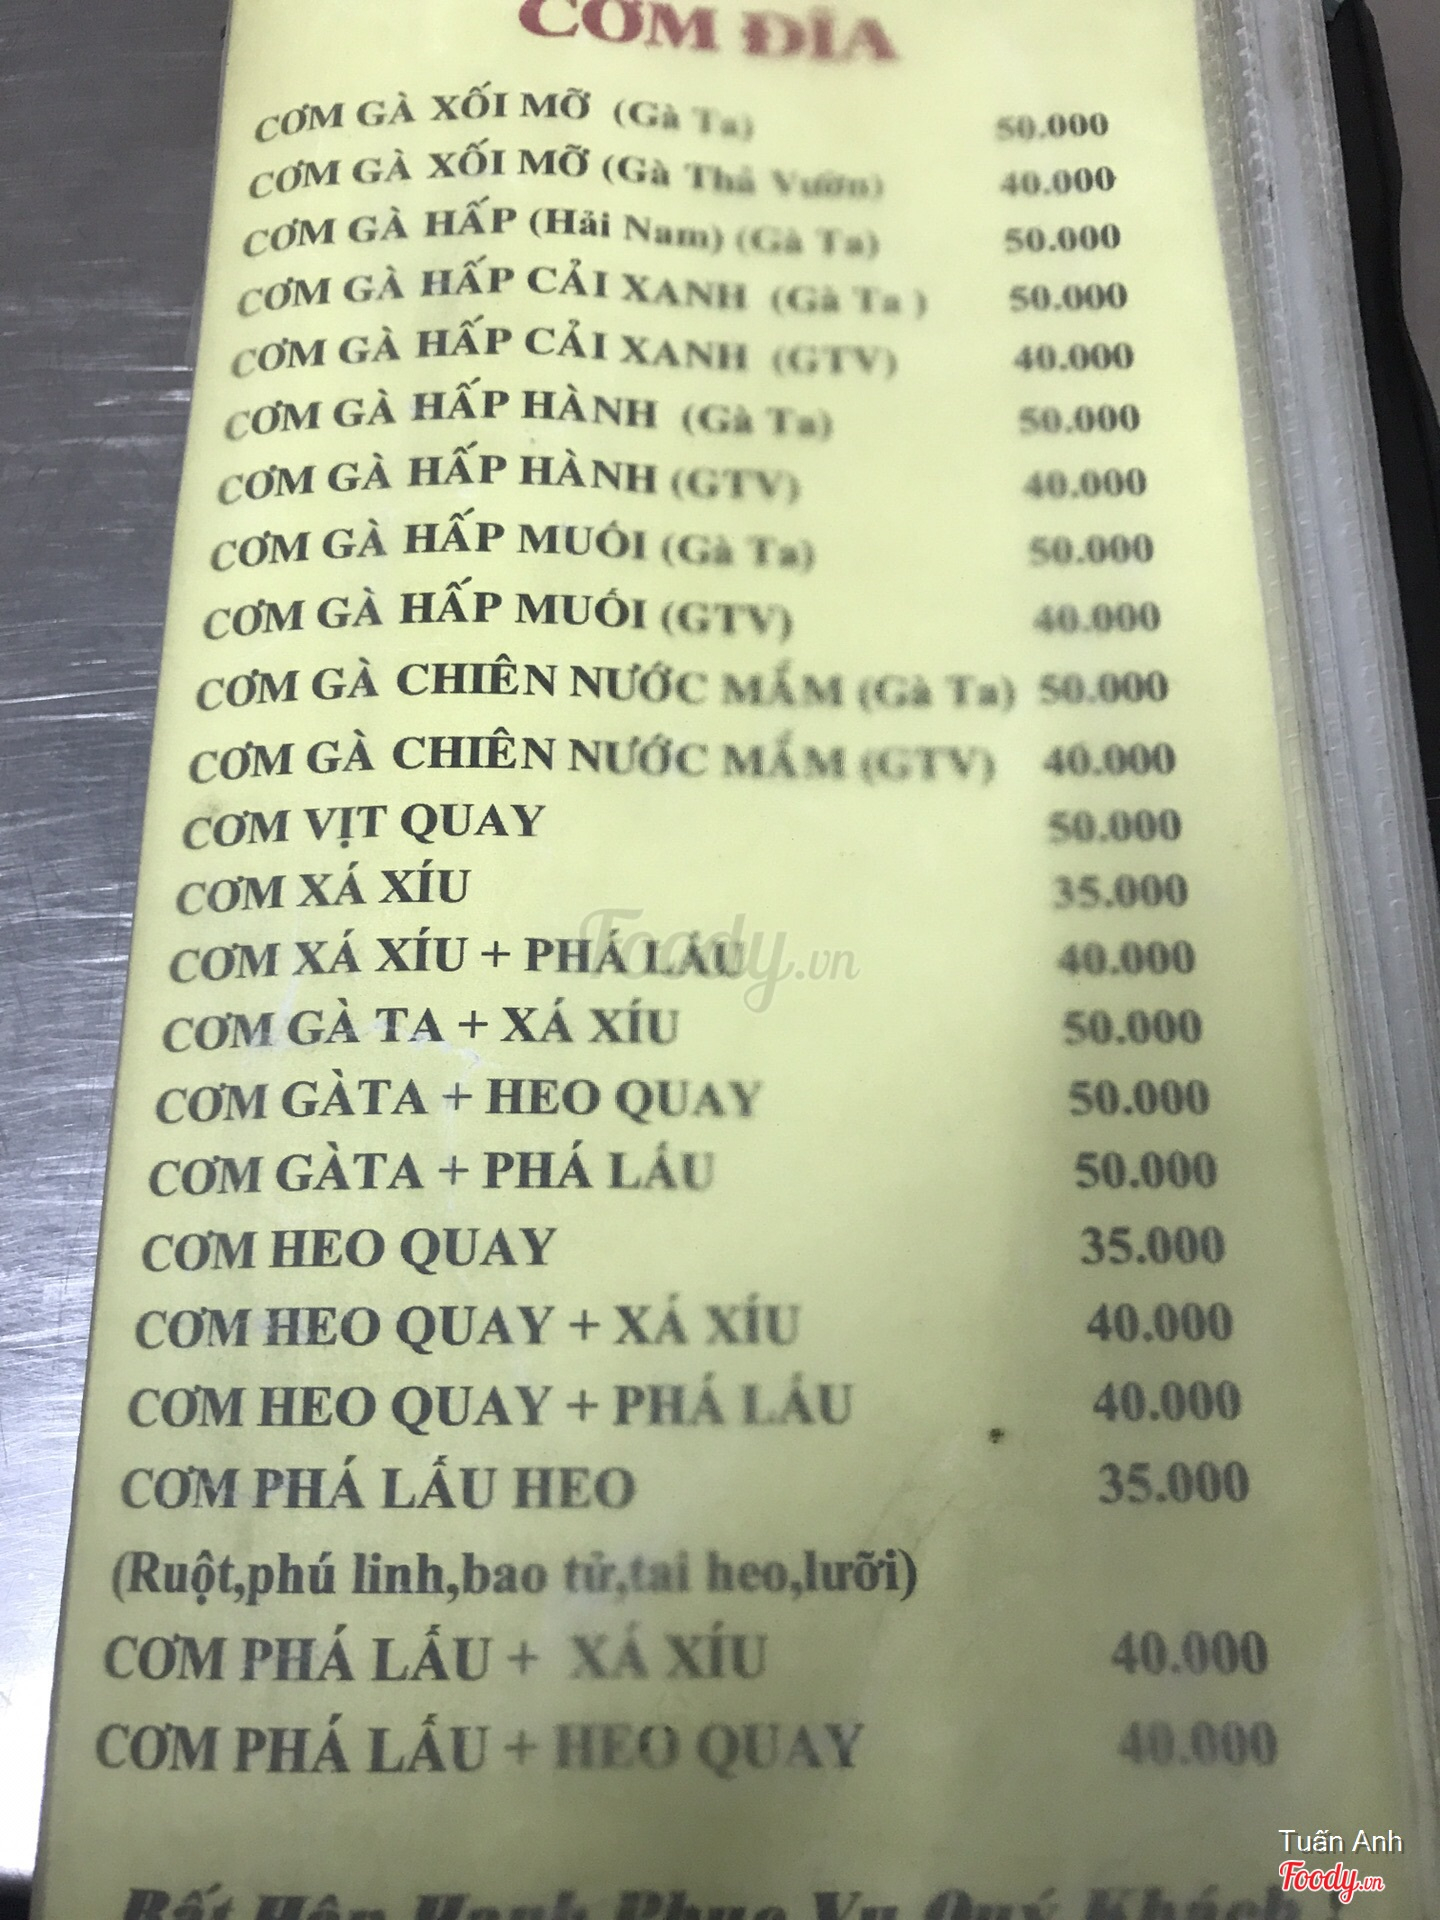 CƠM ĐĨA
CƠM GÀ XỐI MỠ (Gà Ta) 50.000
CƠM GÀ XỐI MỠ (Gà Thả Vườn) 40.000
CƠM GÀ HẤP (Hải Nam) (Gà Ta) 50.000
CƠM GÀ HẤP CẢI XANH (Gà Ta ) 50.000
CƠM GÀ HẤP CẢI XANH (GTV) 40.000
CƠM GÀ HẤP HÀNH (Gà Ta) 50.000
CƠM GÀ HẤP HÀNH (GTV) 40.000
CƠM GÀ HẤP MUỐI (Gà Ta) 50.000
CƠM GÀ HẤP MUỐI (GTV) 40.000
CƠM GÀ CHIÊN NƯỚC MẮM (Gà Ta) 50.000
CƠM GÀ CHIÊN NƯỚC MẮM (GTV) 40.000
CƠM VỊT QUAY 50.000
CƠM XÁ XÍU 35.000
CƠM XÁ XÍU + PHÁ LẤU 40.000
CƠM GÀ TA + XÁ XÍU 50.000
CƠM GÀTA + HEO QUAY 50.000
CƠM GÀTA + PHÁ LẤU 50.000
CƠM HEO QUAY 35.000
CƠM HEO QUAY + XÁ XÍU 40.000
CƠM HEO QUAY + PHÁ LẤU 40.000
CƠM PHÁ LẤU HEO 35.000
(Ruột,phú linh,bao tử,tai heo,lưỡi)
CƠM PHÁ LẤU + XÁ XÍU 40.000
CƠM PHÁ LẤU + HEO QUAY 40.000
Rất Hân Hạnh Phục Vụ Quý Khách !
Foody.vn
Tuấn Anh
Foody.vn